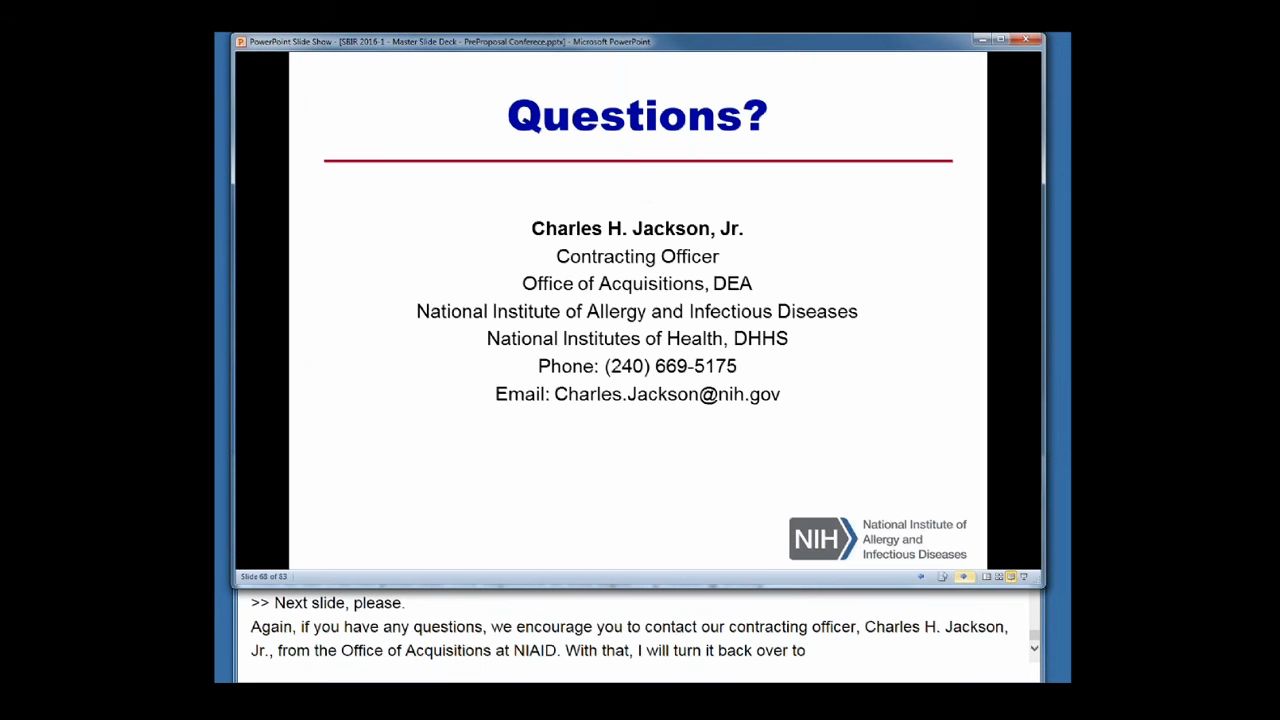 PowerPoint Slide Show - [SBIR 2016-1 - Master Slide Deck - PreProposal Conferece.pptx] - Microsoft PowerPoint
Questions?
Charles H. Jackson, Jr.
Contracting Officer
Office of Acquisitions, DEA
National Institute of Allergy and Infectious Diseases
National Institutes of Health, DHHS
Phone: (240) 669-5175
Email: Charles.Jackson@nih.gov
NIH
National Institute of
Allergy and
Infectious Diseases
Slide 68 of 83
>> Next slide, please.
Again, if you have any questions, we encourage you to contact our contracting officer, Charles H. Jackson,
Jr., from the Office of Acquisitions at NIAID. With that, I will turn it back over to